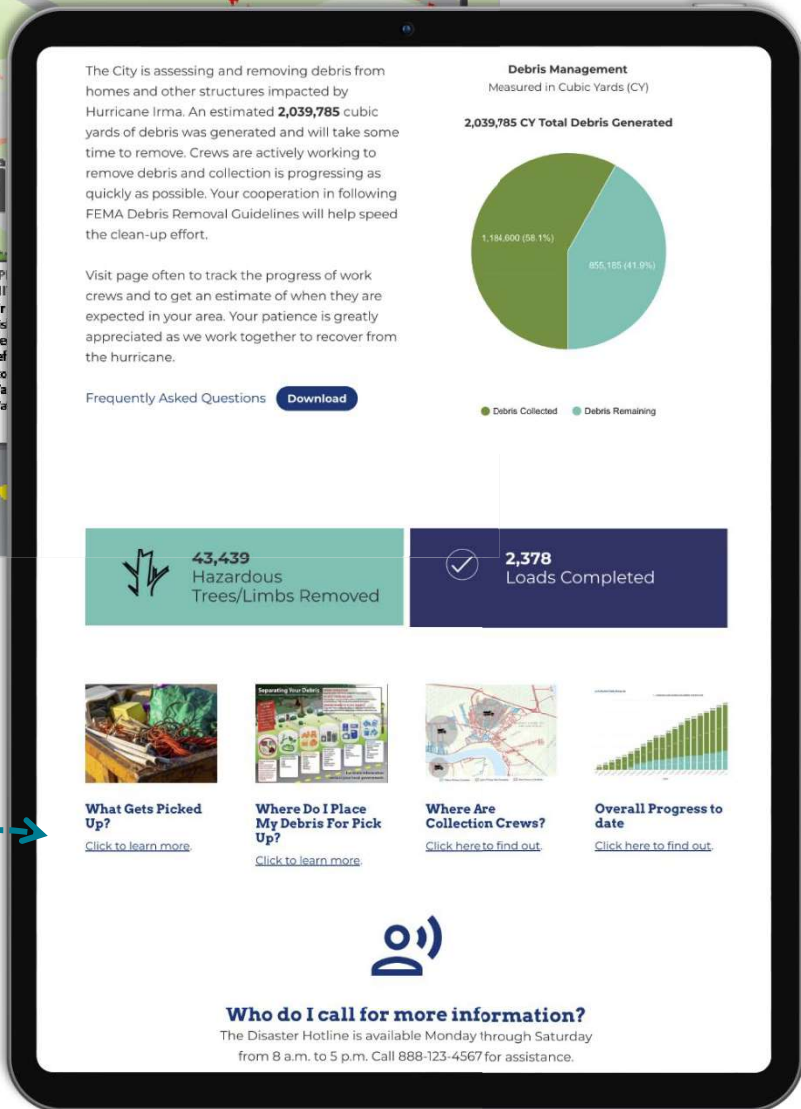 The City is assessing and removing debris from
homes and other structures impacted by
Hurricane Irma. An estimated 2,039,785 cubic
yards of debris was generated and will take some
time to remove. Crews are actively working to
remove debris and collection is progressing as
quickly as possible. Your cooperation in following
FEMA Debris Removal Guidelines will help speed
the clean-up effort.
Visit page often to track the progress of work
crews and to get an estimate of when they are
expected in your area. Your patience is greatly
appreciated as we work together to recover from
the hurricane.
Frequently Asked Questions Download
Debris Management
Measured in Cubic Yards (CY)
2,039,785 CY Total Debris Generated
1,184,600 (58.1%)
855,185 (41.9%)
Debris Collected Debris Remaining
43,439
Hazardous
Trees/Limbs Removed
2,378
Loads Completed
Separating Your Debris
What Gets Picked
Up?
Click to learn more.
Where Do I Place
My Debris For Pick
Up?
Click to learn more.
Where Are
Collection Crews?
Click here to find out.
Overall Progress to
date
Click here to find out.
Who do I call for more information?
The Disaster Hotline is available Monday through Saturday
from 8 a.m. to 5 p.m. Call 888-123-4567 for assistance.